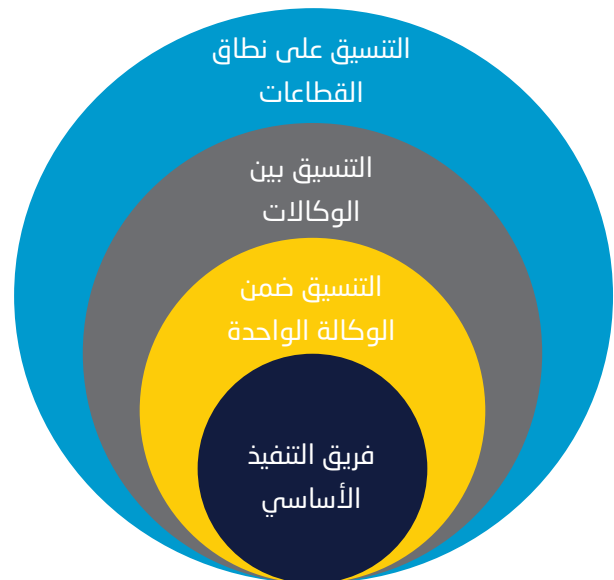 التنسيق على نطاق
القطاعات
التنسيق بين
الوكالات
التنسيق ضمن
الوكالة الواحدة
فريق التنفيذ
الأساسي